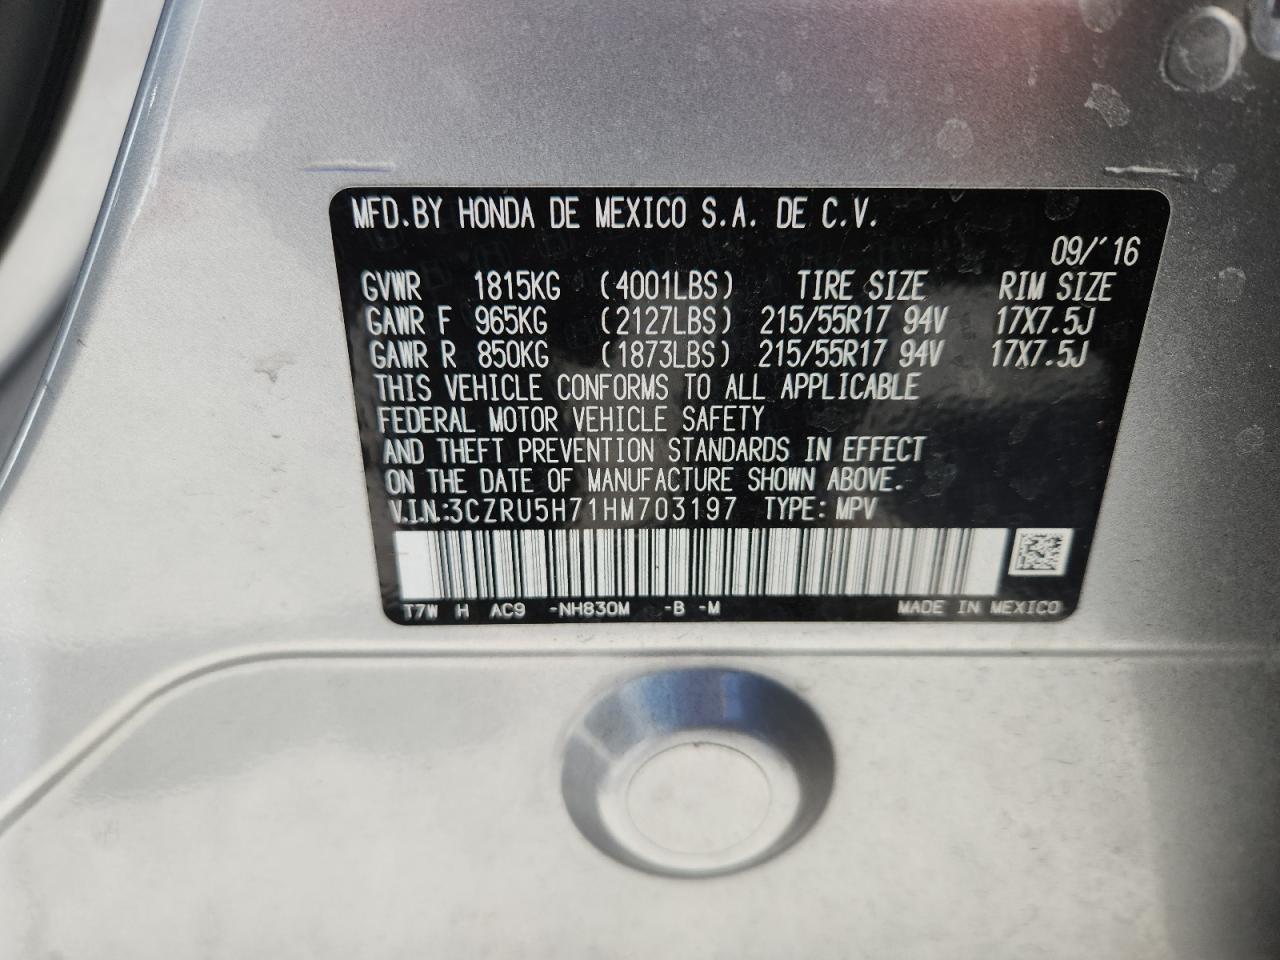 MFD.BY HONDA DE MEXICO S.A. DE C.V.
09/'16
GVWR 1815KG (4001LBS) TIRE SIZE RIM SIZE
GAWR F 965KG (2127LBS) 215/55R17 94V 17X7.5J
GAWR R 850KG (1873LBS) 215/55R17 94V 17X7.5J
THIS VEHICLE CONFORMS TO ALL APPLICABLE
FEDERAL MOTOR VEHICLE SAFETY
AND THEFT PREVENTION STANDARDS IN EFFECT
ON THE DATE OF MANUFACTURE SHOWN ABOVE.
V.I.N.:3CZRU5H71HM703197 TYPE: MPV
T7W H AC9 -NH830M -B -M MADE IN MEXICO